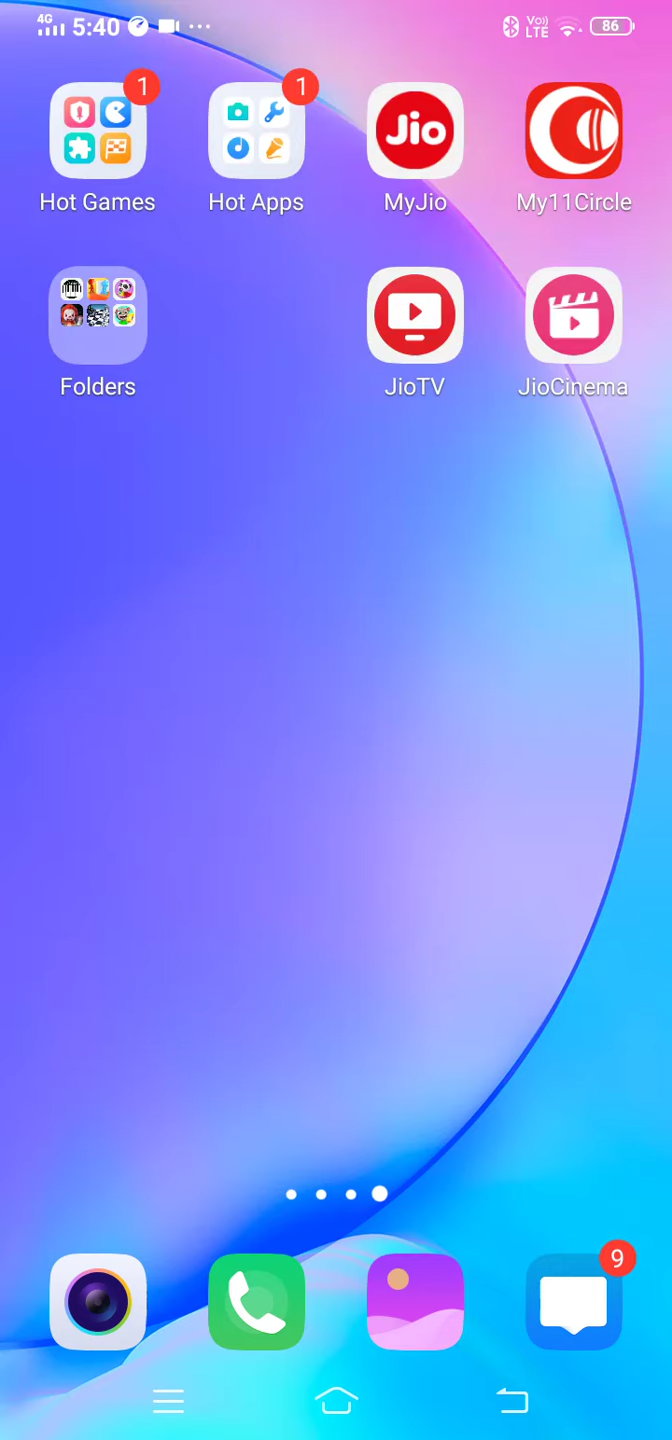 4G 5:40 Vo)) LTE 86
1 1
Jio
Hot Games Hot Apps MyJio My11Circle
Folders JioTV JioCinema
9